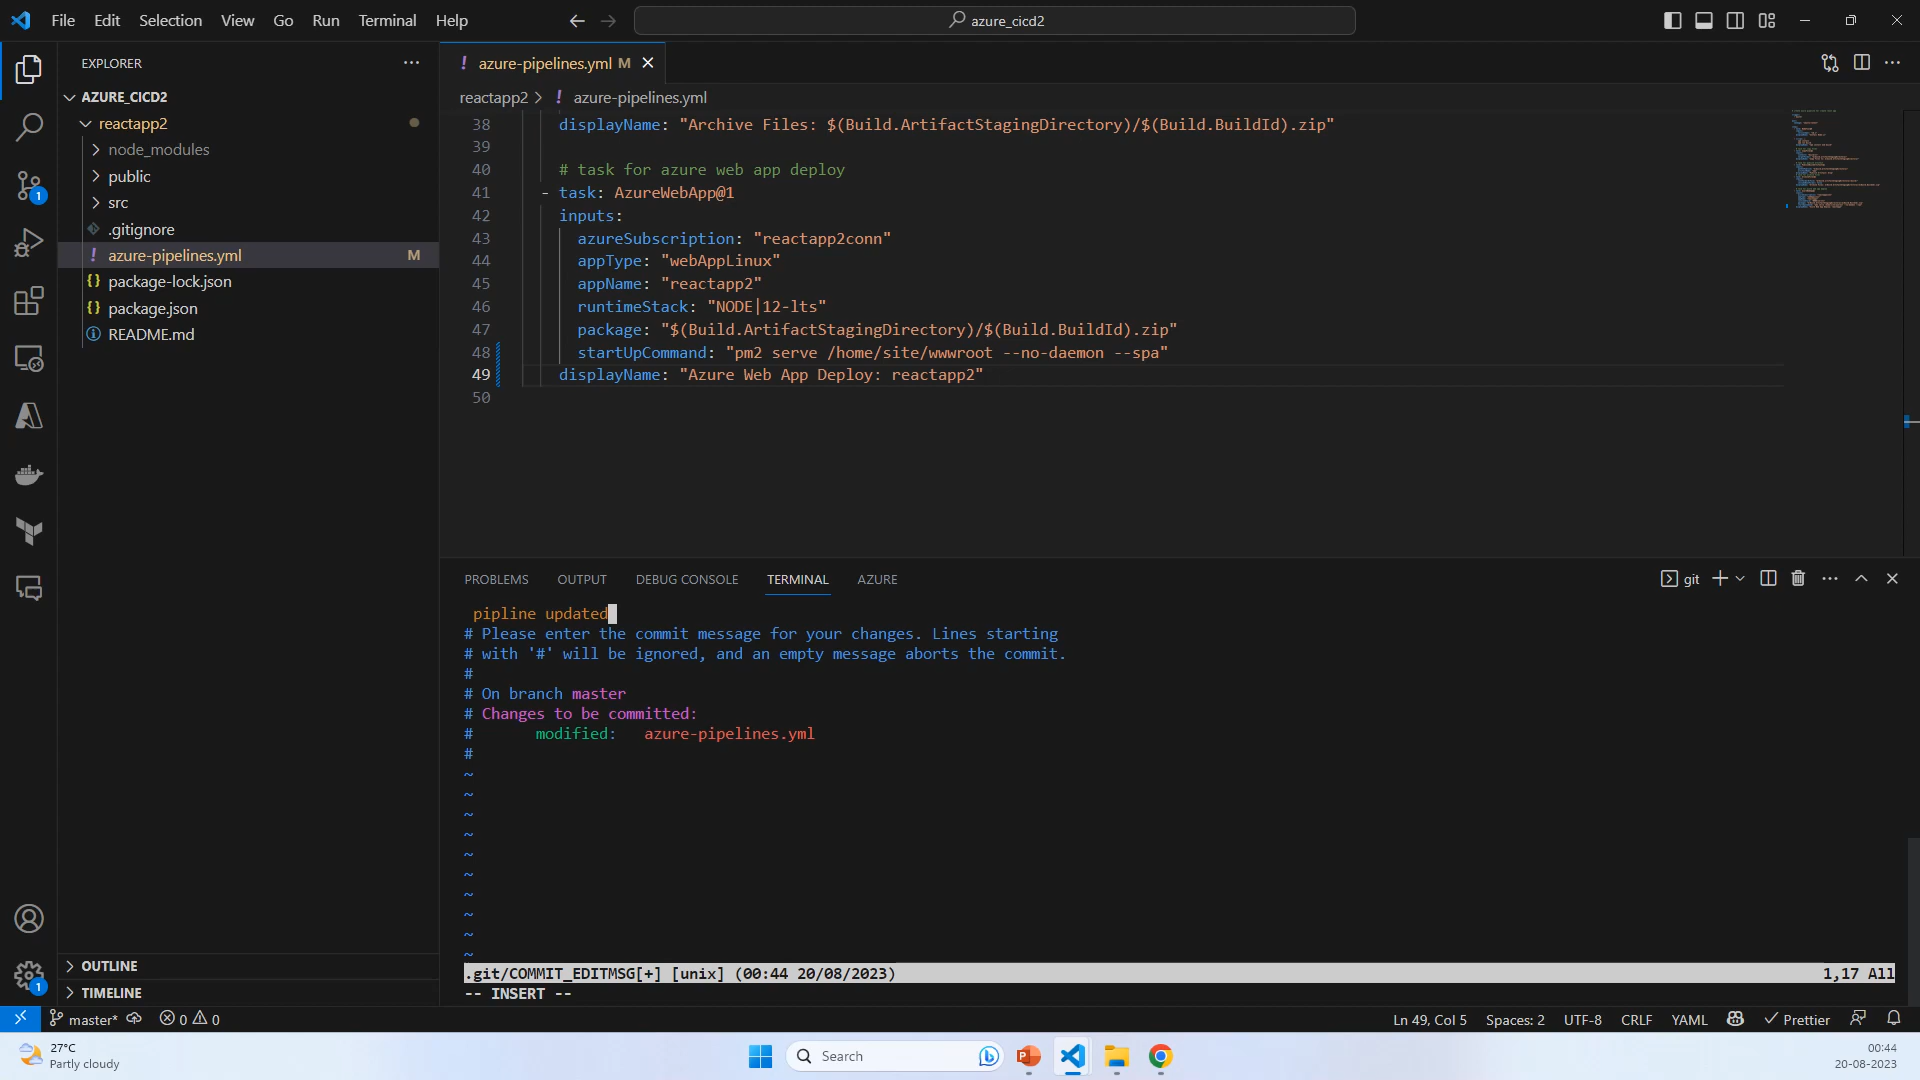 File Edit Selection View Go Run Terminal Help
azure_cicd2
EXPLORER
AZURE_CICD2
reactapp2
node_modules
public
src
.gitignore
azure-pipelines.yml M
package-lock.json
package.json
README.md
OUTLINE
TIMELINE
! azure-pipelines.yml M
reactapp2 > ! azure-pipelines.yml
38 displayName: "Archive Files: $(Build.ArtifactStagingDirectory)/$(Build.BuildId).zip"
39
40 # task for azure web app deploy
41 - task: AzureWebApp@1
42 inputs:
43 azureSubscription: "reactapp2conn"
44 appType: "webAppLinux"
45 appName: "reactapp2"
46 runtimeStack: "NODE|12-lts"
47 package: "$(Build.ArtifactStagingDirectory)/$(Build.BuildId).zip"
48 startUpCommand: "pm2 serve /home/site/wwwroot --no-daemon --spa"
49 displayName: "Azure Web App Deploy: reactapp2"
50
PROBLEMS OUTPUT DEBUG CONSOLE TERMINAL AZURE
git
pipline updated
# Please enter the commit message for your changes. Lines starting
# with '#' will be ignored, and an empty message aborts the commit.
#
# On branch master
# Changes to be committed:
# modified: azure-pipelines.yml
#
~
~
~
~
~
~
~
~
~
~
.git/COMMIT_EDITMSG[+] [unix] (00:44 20/08/2023) 1,17 All
-- INSERT --
1
1
master* 0 0 Ln 49, Col 5 Spaces: 2 UTF-8 CRLF YAML Prettier
27°C
Partly cloudy
Search
00:44
20-08-2023